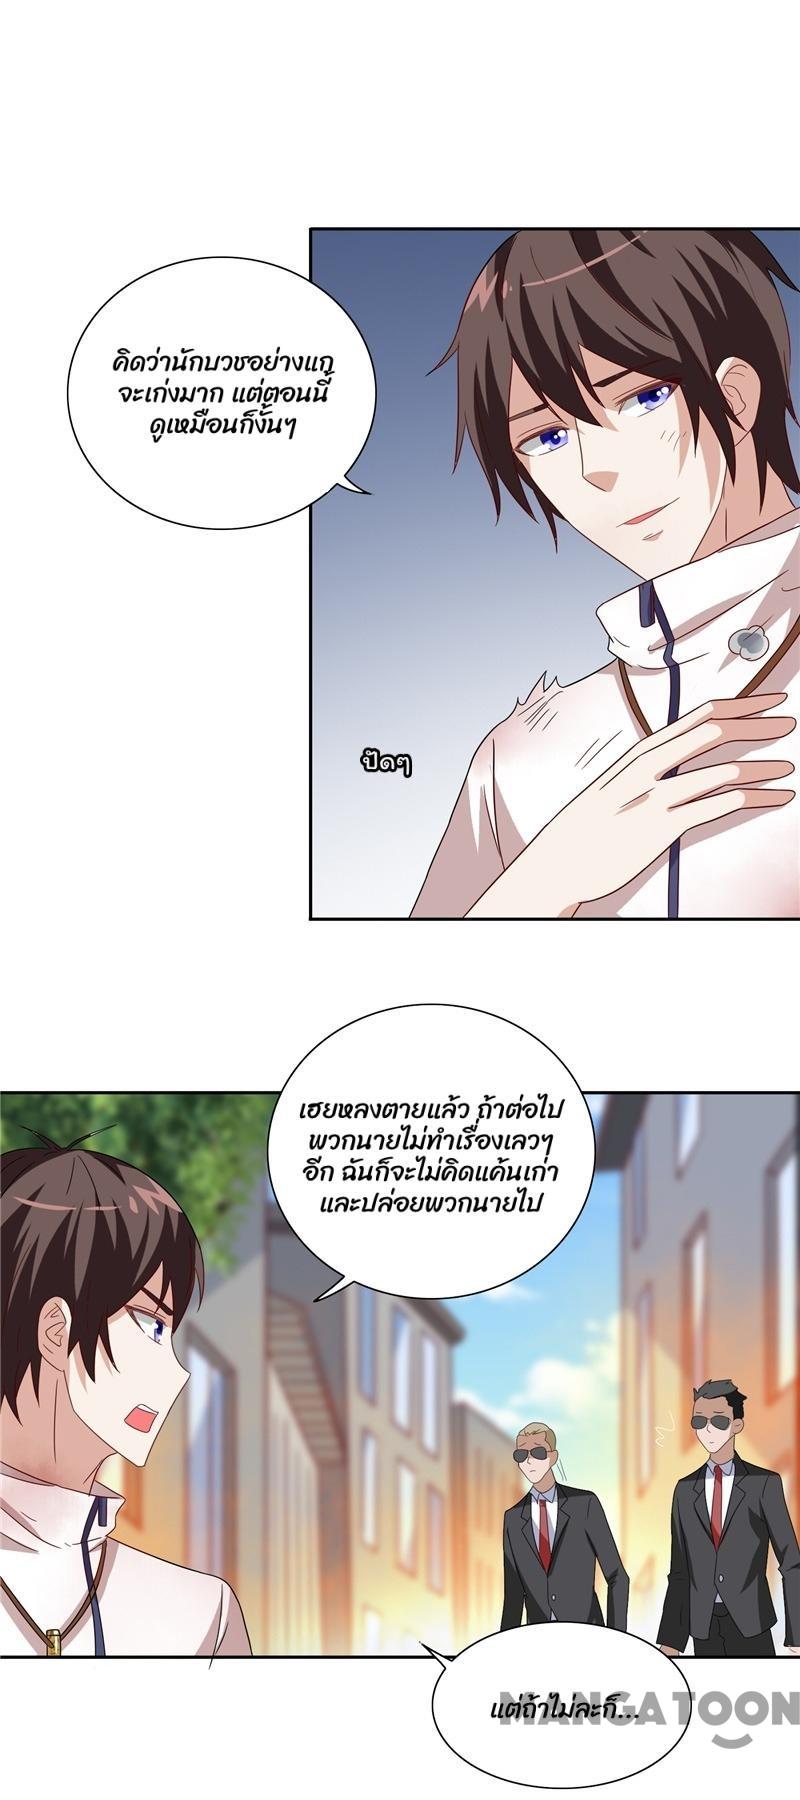 คิดว่านักบวชอย่างแก
จะเก่งมาก แต่ตอนนี้
ดูเหมือนก็งั้นๆ
ปัดๆ
เฮยหลงตายแล้ว ถ้าต่อไป
พวกนายไม่ทำเรื่องเลวๆ
อีก ฉันก็จะไม่คิดแค้นเก่า
และปล่อยพวกนายไป
แต่ถ้าไม่ละก็...
MANGATOON